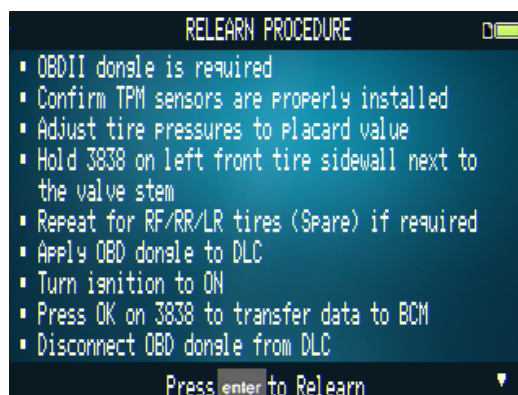 RELEARN PROCEDURE
▪ OBDII dongle is required
▪ Confirm TPM sensors are properly installed
▪ Adjust tire pressures to placard value
▪ Hold 3838 on left front tire sidewall next to
the valve stem
▪ Repeat for RF/RR/LR tires (Spare) if required
▪ Apply OBD dongle to DLC
▪ Turn ignition to ON
▪ Press OK on 3838 to transfer data to BCM
▪ Disconnect OBD dongle from DLC
Press enter to Relearn